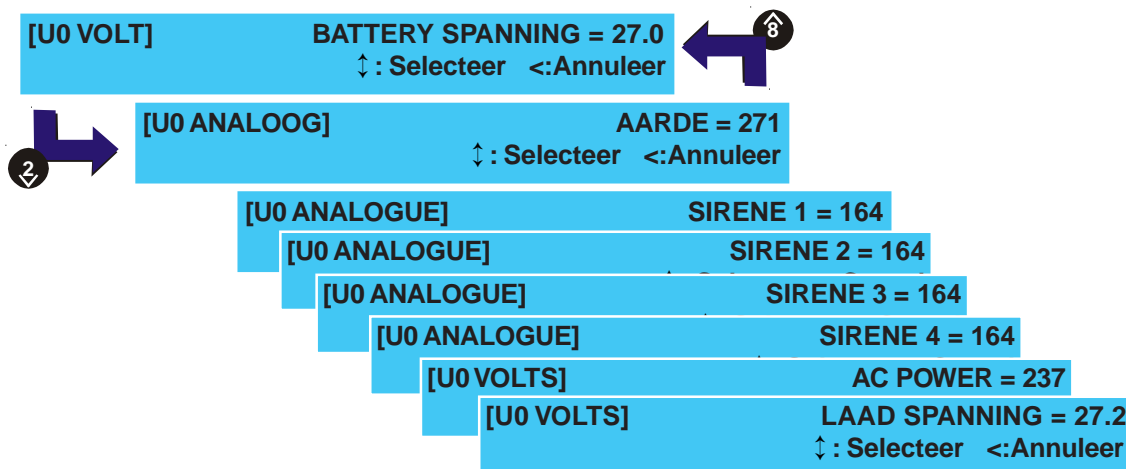 [U0 VOLT] BATTERY SPANNING = 27.0
↕ : Selecteer <:Annuleer
8
[U0 ANALOOG] AARDE = 271
↕ : Selecteer <:Annuleer
2
[U0 ANALOGUE] SIRENE 1 = 164
[U0 ANALOGUE] SIRENE 2 = 164
[U0 ANALOGUE] SIRENE 3 = 164
[U0 ANALOGUE] SIRENE 4 = 164
[U0 VOLTS] AC POWER = 237
[U0 VOLTS] LAAD SPANNING = 27.2
↕ : Selecteer <:Annuleer